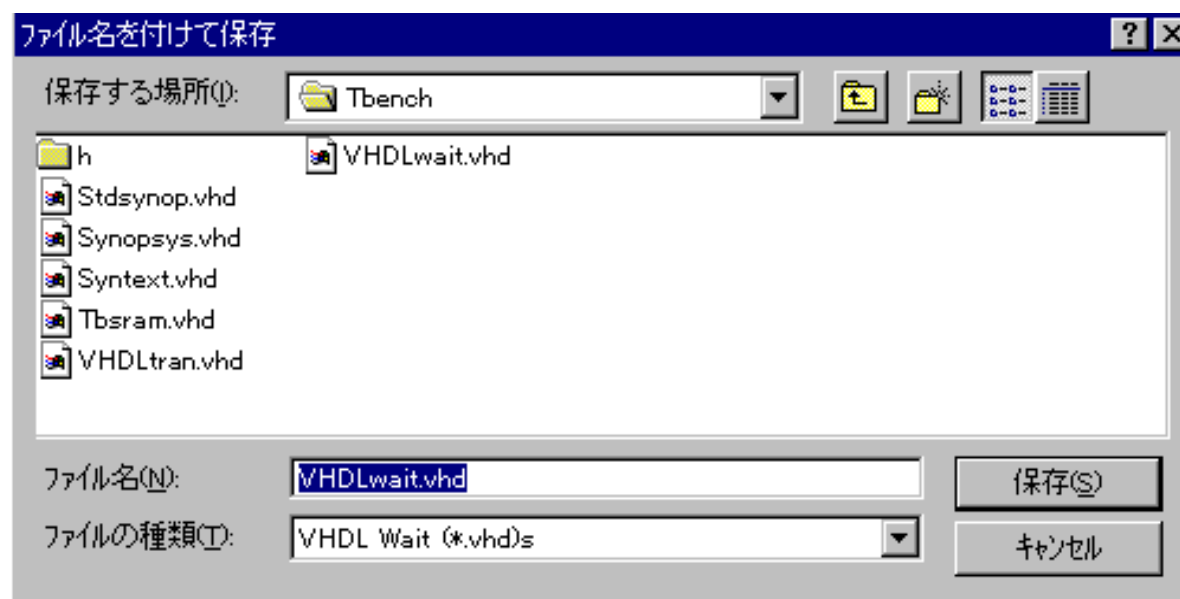 ファイル名を付けて保存
保存する場所(I): Tbench
h VHDLwait.vhd
Stdsynop.vhd
Synopsys.vhd
Syntext.vhd
Tbsram.vhd
VHDLtran.vhd
ファイル名(N): VHDLwait.vhd 保存(S)
ファイルの種類(T): VHDL Wait (*.vhd)s キャンセル